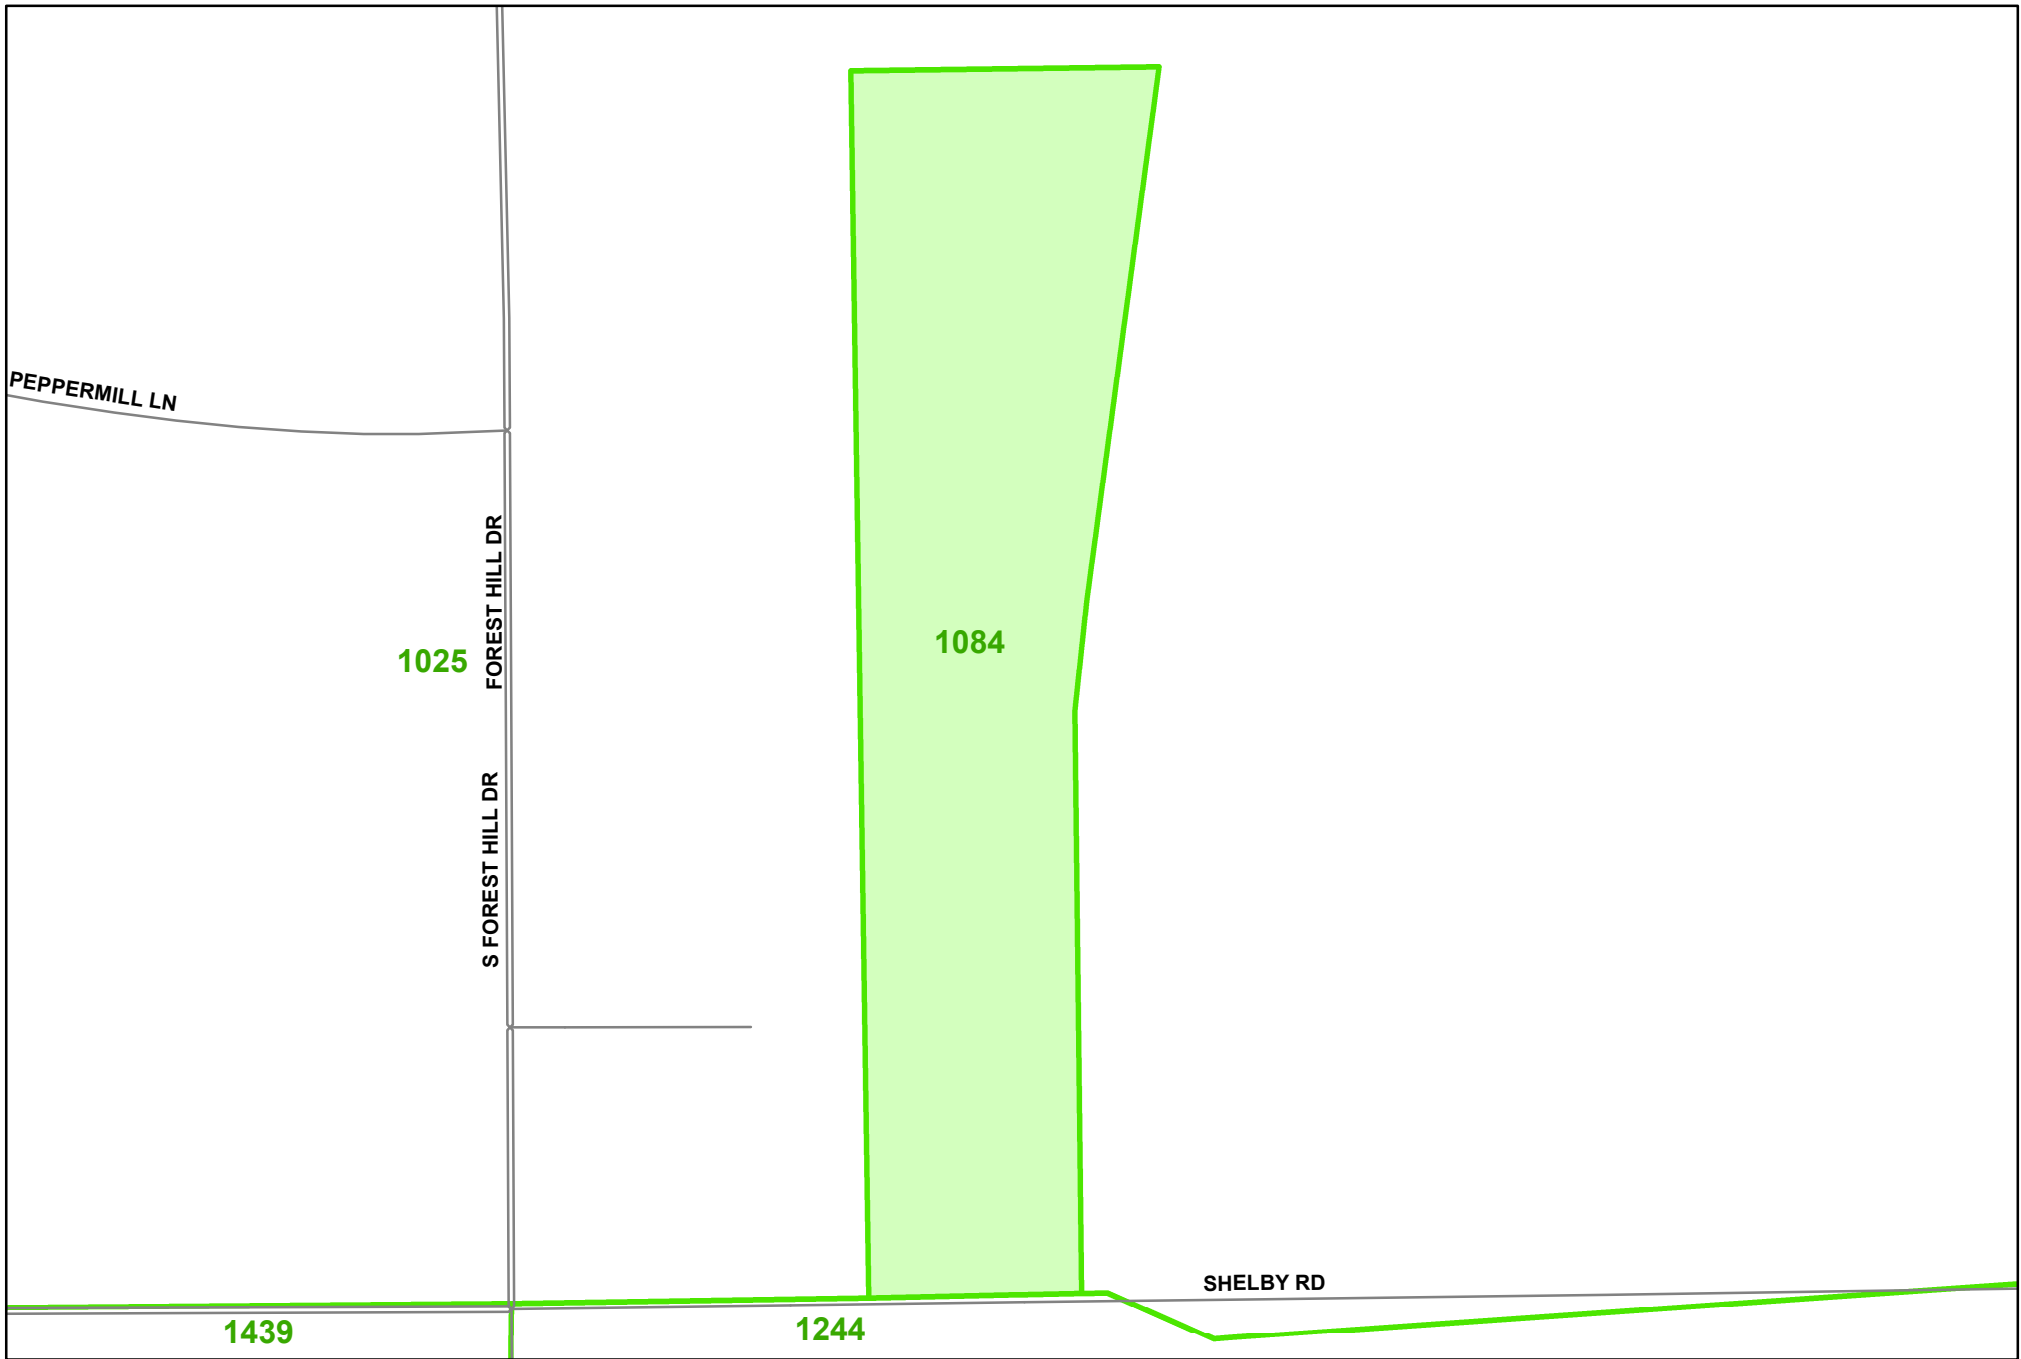 PEPPERMILL LN
FOREST HILL DR
1084
1025
S FOREST HILL DR
SHELBY RD
1439
1244